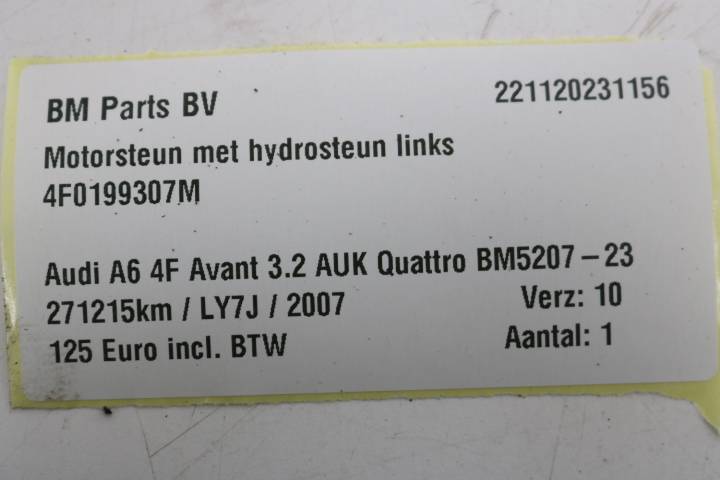 BM Parts BV 221120231156
Motorsteun met hydrosteun links
4F0199307M
Audi A6 4F Avant 3.2 AUK Quattro BM5207-23
271215km / LY7J / 2007 Verz: 10
125 Euro incl. BTW Aantal: 1